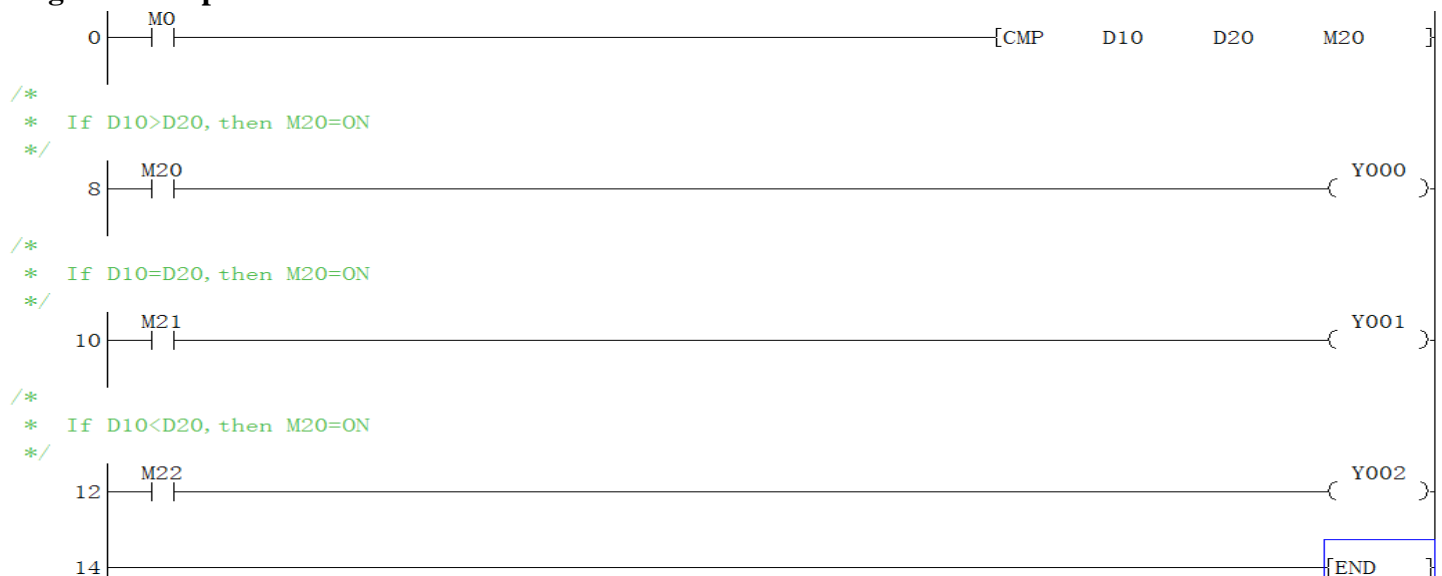 M0
0 [CMP D10 D20 M20 ]
/*
* If D10>D20, then M20=ON
*/
M20 Y000
8 ( )
/*
* If D10=D20, then M20=ON
*/
M21 Y001
10 ( )
/*
* If D10<D20, then M20=ON
*/
M22 Y002
12 ( )
14 [END ]